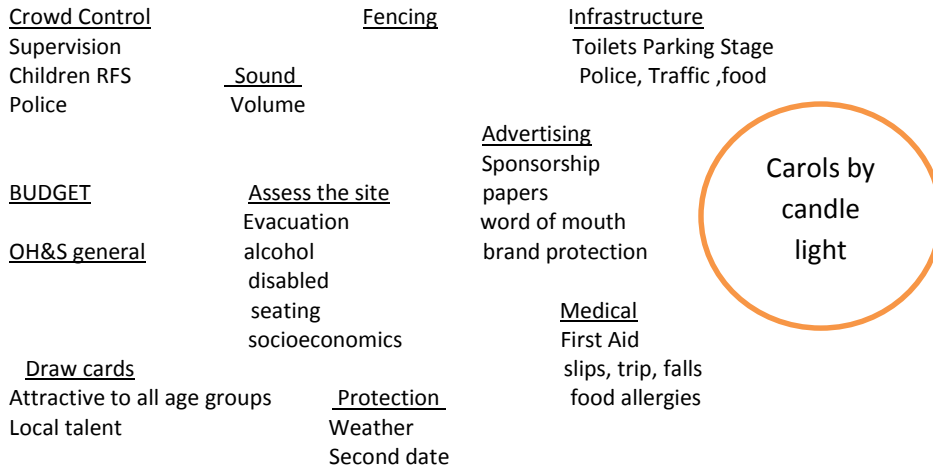 Crowd Control Fencing Infrastructure
Supervision Toilets Parking Stage
Children RFS Sound Police, Traffic ,food
Police Volume
Advertising
Sponsorship Carols by
BUDGET Assess the site papers candle
Evacuation word of mouth
OH&S general alcohol brand protection light
disabled
seating Medical
socioeconomics First Aid
Draw cards slips, trip, falls
Attractive to all age groups Protection food allergies
Local talent Weather
Second date